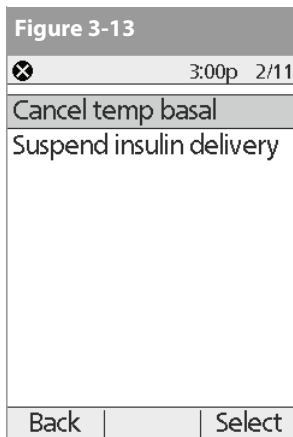 Figure 3-13
3:00p 2/11
Cancel temp basal
Suspend insulin delivery
Back Select